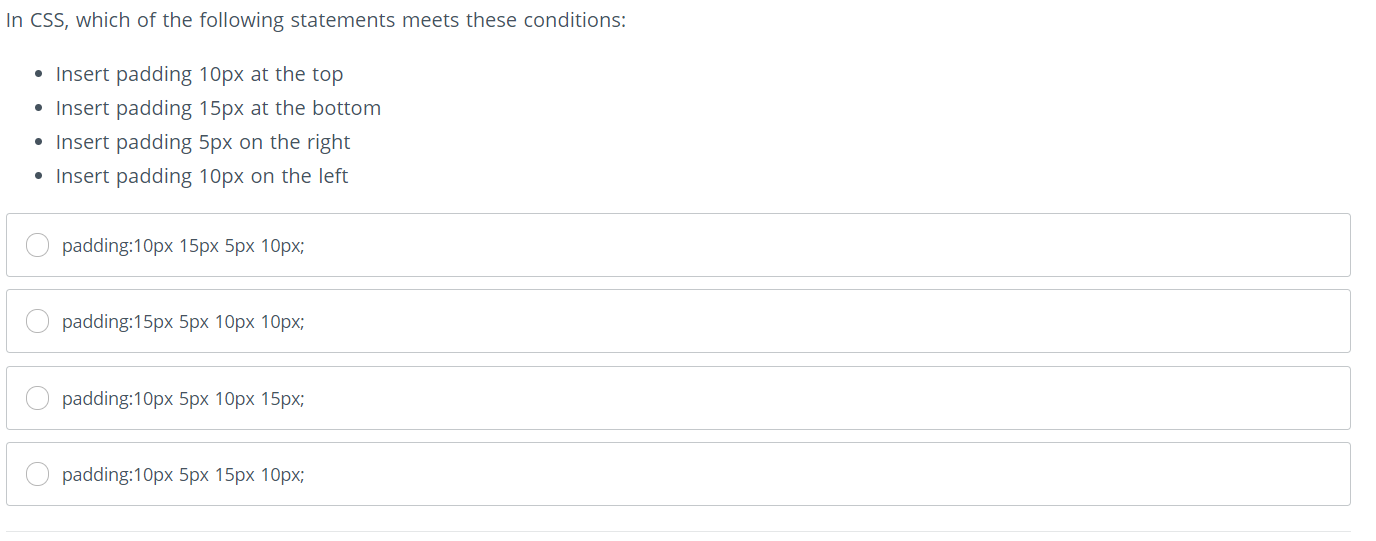 In CSS, which of the following statements meets these conditions:
• Insert padding 10px at the top
• Insert padding 15px at the bottom
• Insert padding 5px on the right
• Insert padding 10px on the left
padding:10px 15px 5px 10px;
padding:15px 5px 10px 10px;
padding:10px 5px 10px 15px;
padding:10px 5px 15px 10px;